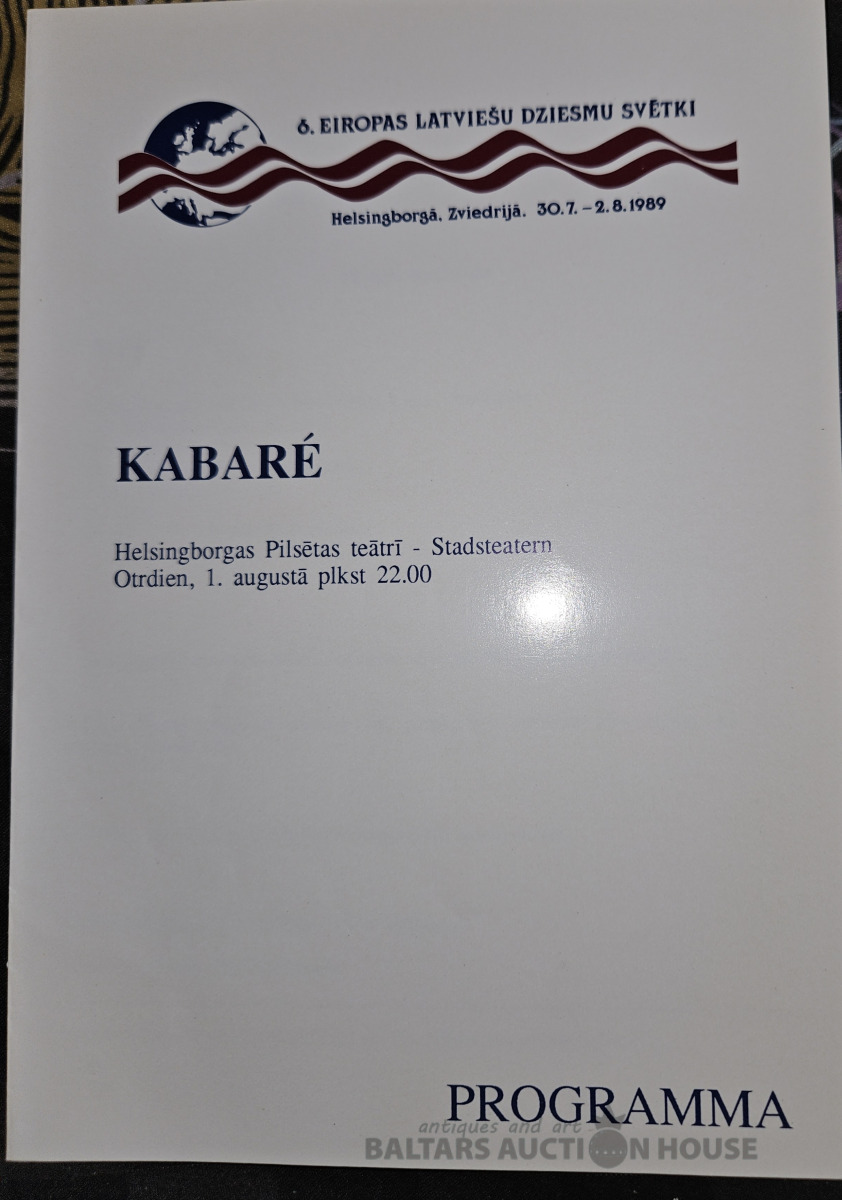 6. EIROPAS LATVIEŠU DZIESMU SVĒTKI
Helsingborgā, Zviedrijā. 30.7. – 2.8.1989
KABARÉ
Helsingborgas Pilsētas teātrī - Stadsteatern
Otrdien, 1. augustā plkst 22.00
PROGRAMMA
antiques and art
BALTARS AUCTION HOUSE